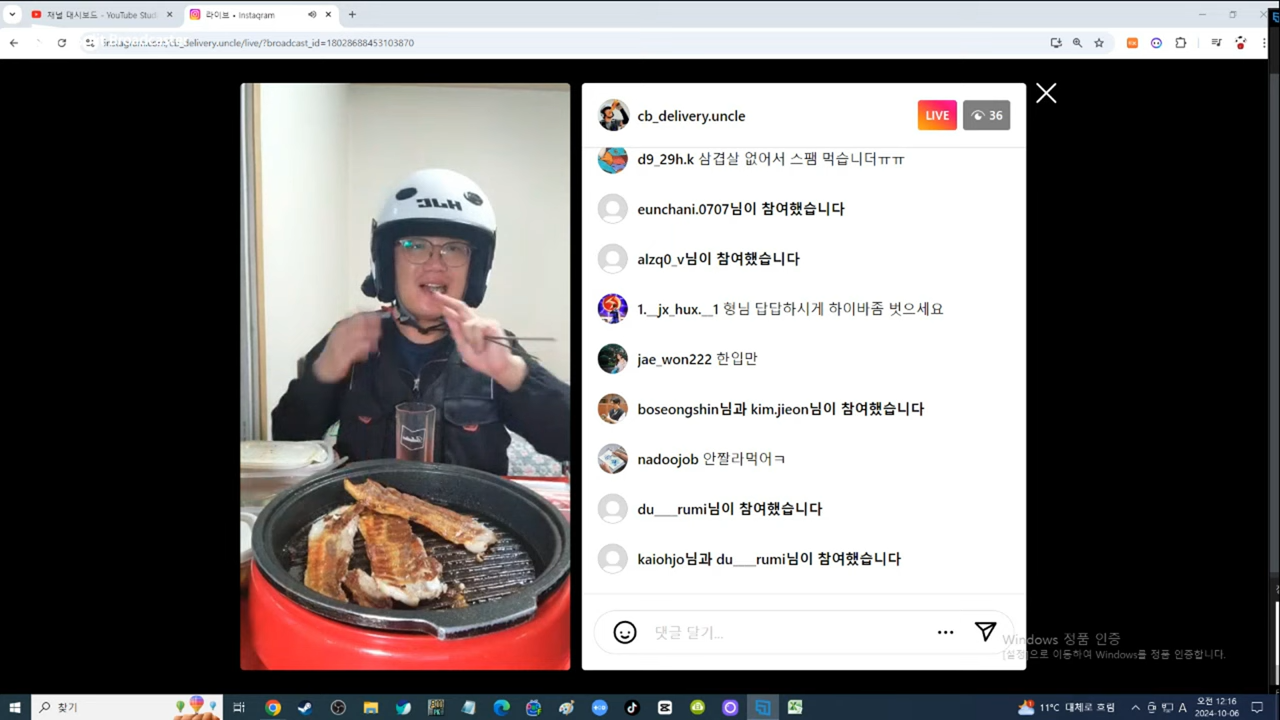 채널 대시보드 - YouTube Stud
라이브 • Instagram
delivery.uncle/live/?broadcast_id=18028688453103870
JLH
cb_delivery.uncle
LIVE
36
d9_29h.k 삼겹살 없어서 스팸 먹습니더ㅠㅠ
eunchani.0707님이 참여했습니다
alzq0_v님이 참여했습니다
1.__jx_hux.__1 형님 답답하시게 하이바좀 벗으세요
jae_won222 한입만
boseongshin님과 kim.jieon님이 참여했습니다
nadoojob 안짤라먹어ㅋ
du___rumi님이 참여했습니다
kaiohjo님과 du___rumi님이 참여했습니다
댓글 달기...
Windows 정품 인증
[설정]으로 이동하여 Windows를 정품 인증합니다.
찾기
11°C 대체로 흐림
A
오전 12:16
2024-10-06